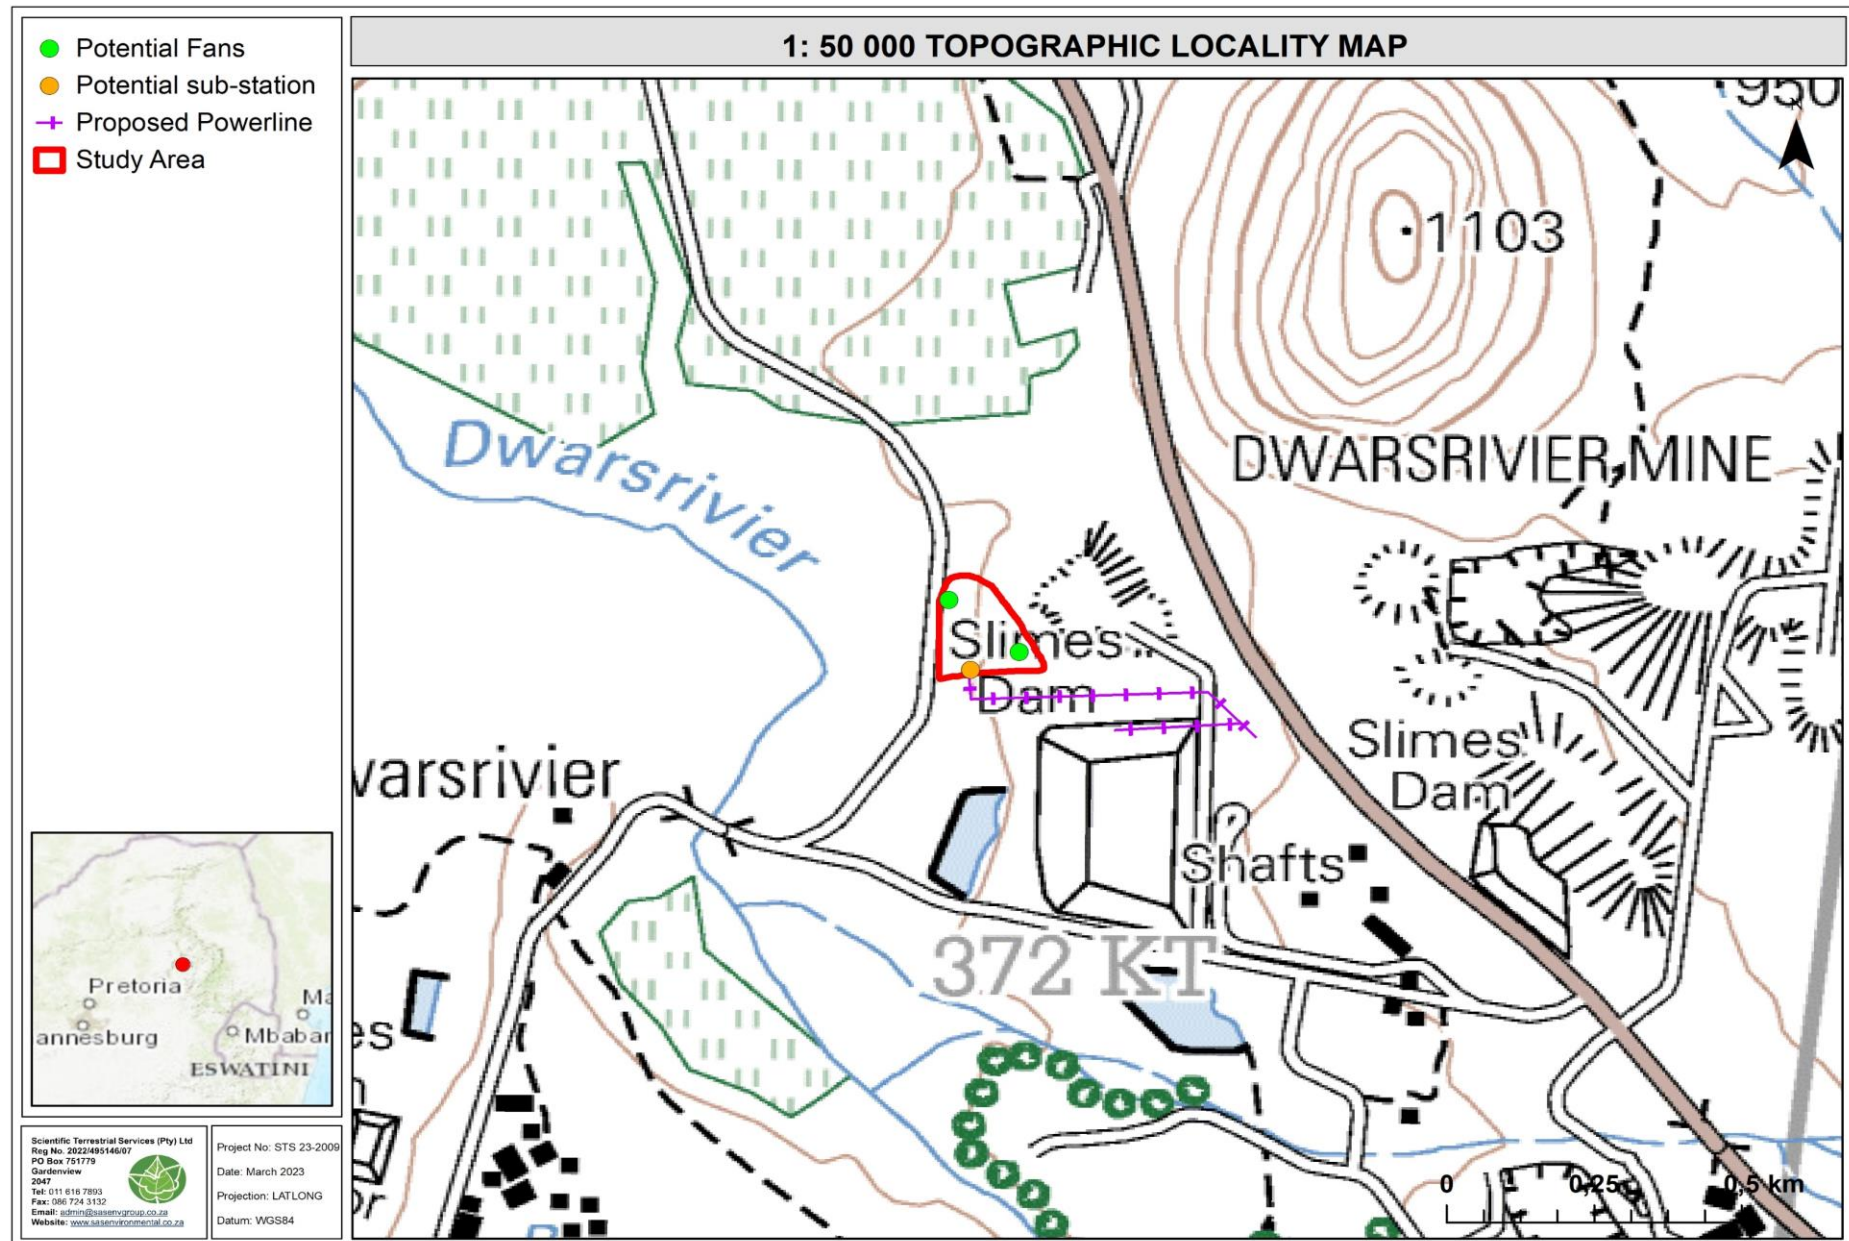 Potential Fans
Potential sub-station
Proposed Powerline
Study Area
1: 50 000 TOPOGRAPHIC LOCALITY MAP
950
1103
Dwarsrivier
DWARSRIVIER MINE
Slimes
Dam
warsrivier
Slimes
Dam
Shafts
372 KT
es
0 0,25 0,5 km
Pretoria
annesburg
Mbabar
Ma
ESWATINI
Scientific Terrestrial Services (Pty) Ltd
Reg No. 2022/495146/07
PO Box 751779
Gardenview
2047
Tel: 011 616 7893
Fax: 086 724 3132
Email: admin@sasenvgroup.co.za
Website: www.sasenvironmental.co.za
Project No: STS 23-2009
Date: March 2023
Projection: LATLONG
Datum: WGS84